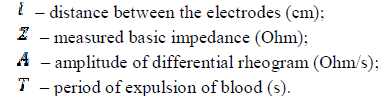 l – distance between the electrodes (cm);
Z – measured basic impedance (Ohm);
A – amplitude of differential rheogram (Ohm/s);
T – period of expulsion of blood (s).